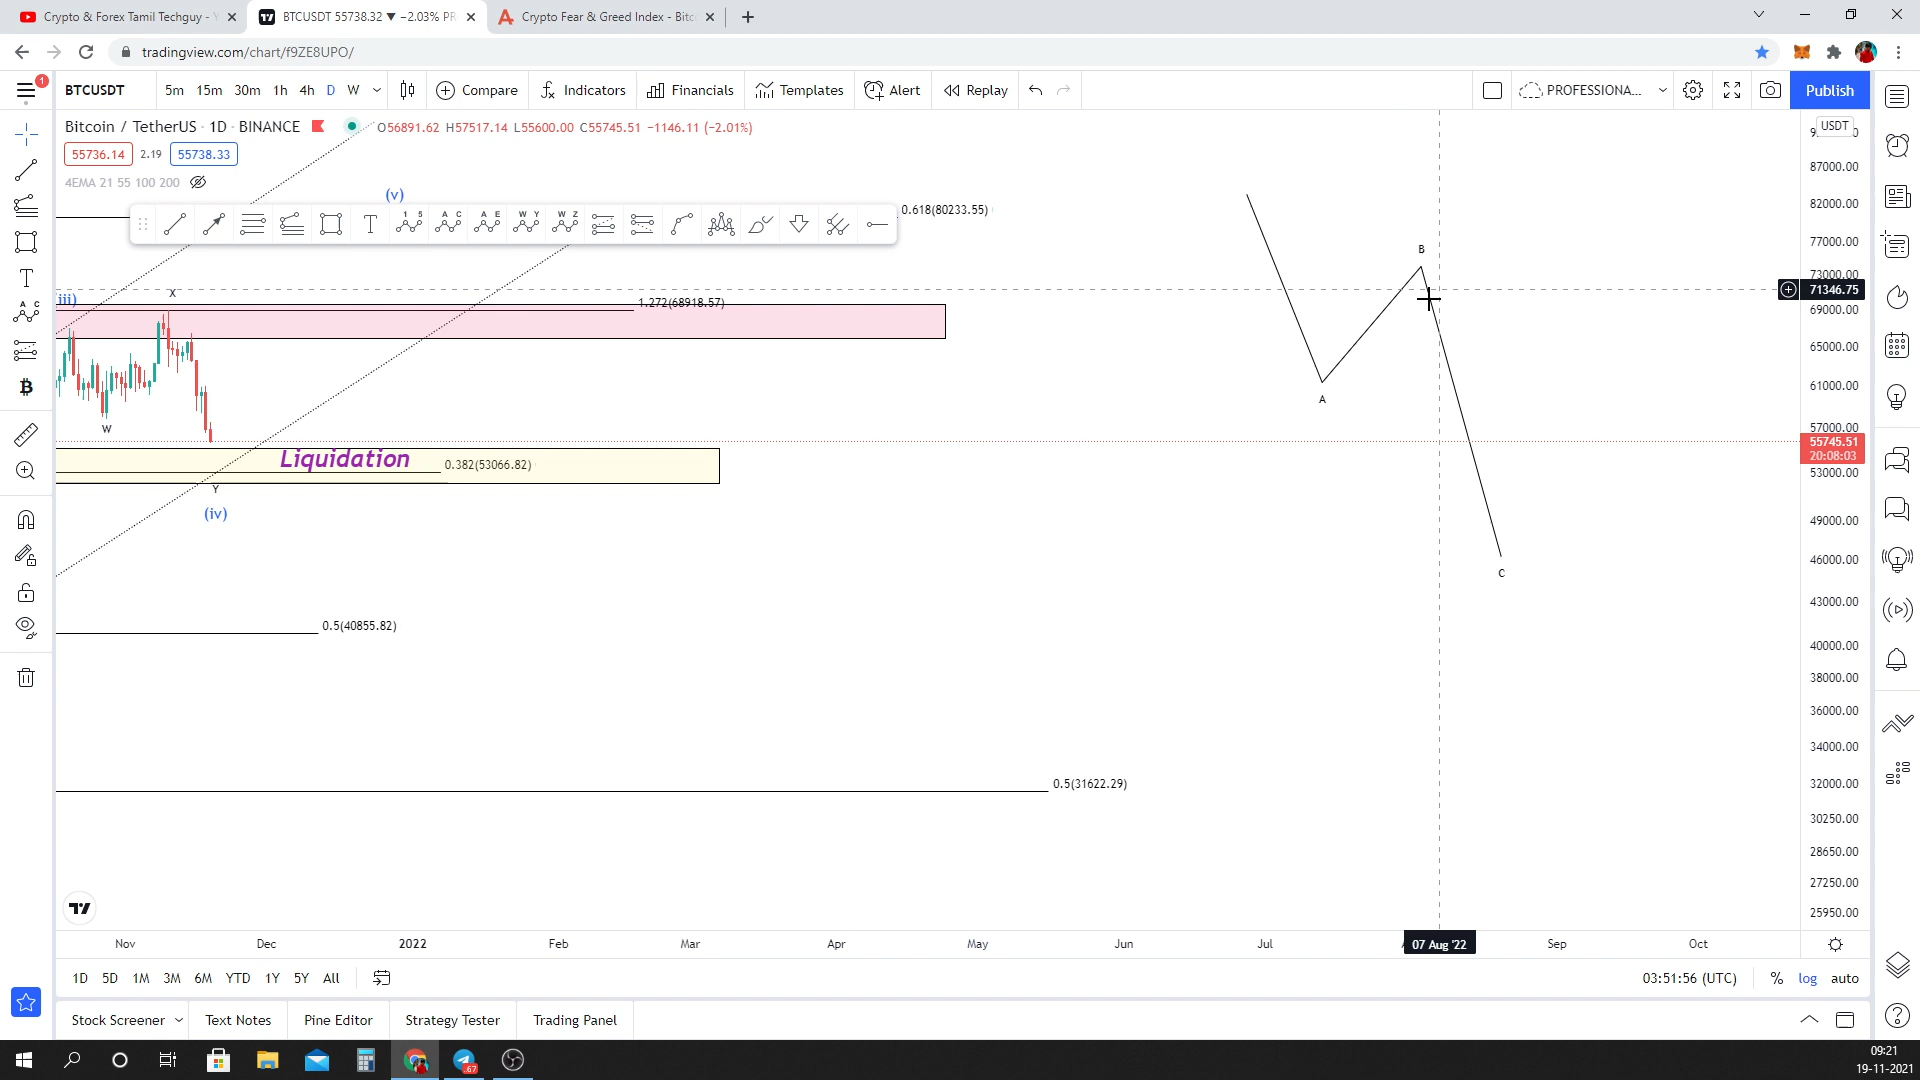 Crypto & Forex Tamil Techguy - Y
BTCUSDT 55738.32 ▼ −2.03% PR
Crypto Fear & Greed Index - Bitc
tradingview.com/chart/f9ZE8UPO/
1
BTCUSDT
5m 15m 30m 1h 4h D W
Compare
Indicators
Financials
Templates
Alert
Replay
PROFESSIONA...
Publish
Bitcoin / TetherUS · 1D · BINANCE
O56891.62 H57517.14 L55600.00 C55745.51 −1146.11 (−2.01%)
USDT
55736.14 2.19 55738.33
4EMA 21 55 100 200
87000.00
82000.00
77000.00
73000.00
71346.75
69000.00
65000.00
61000.00
57000.00
55745.51
20:08:03
53000.00
49000.00
46000.00
43000.00
40000.00
38000.00
36000.00
34000.00
32000.00
30250.00
28650.00
27250.00
25950.00
(v)
0.618(80233.55)
(iii)
X
1.272(68918.57)
W
Liquidation
0.382(53066.82)
Y
(iv)
0.5(40855.82)
0.5(31622.29)
B
A
C
Nov Dec 2022 Feb Mar Apr May Jun Jul 07 Aug '22 Sep Oct
1D 5D 1M 3M 6M YTD 1Y 5Y All
03:51:56 (UTC)
% log auto
Stock Screener Text Notes Pine Editor Strategy Tester Trading Panel
.67
09:21
19-11-2021